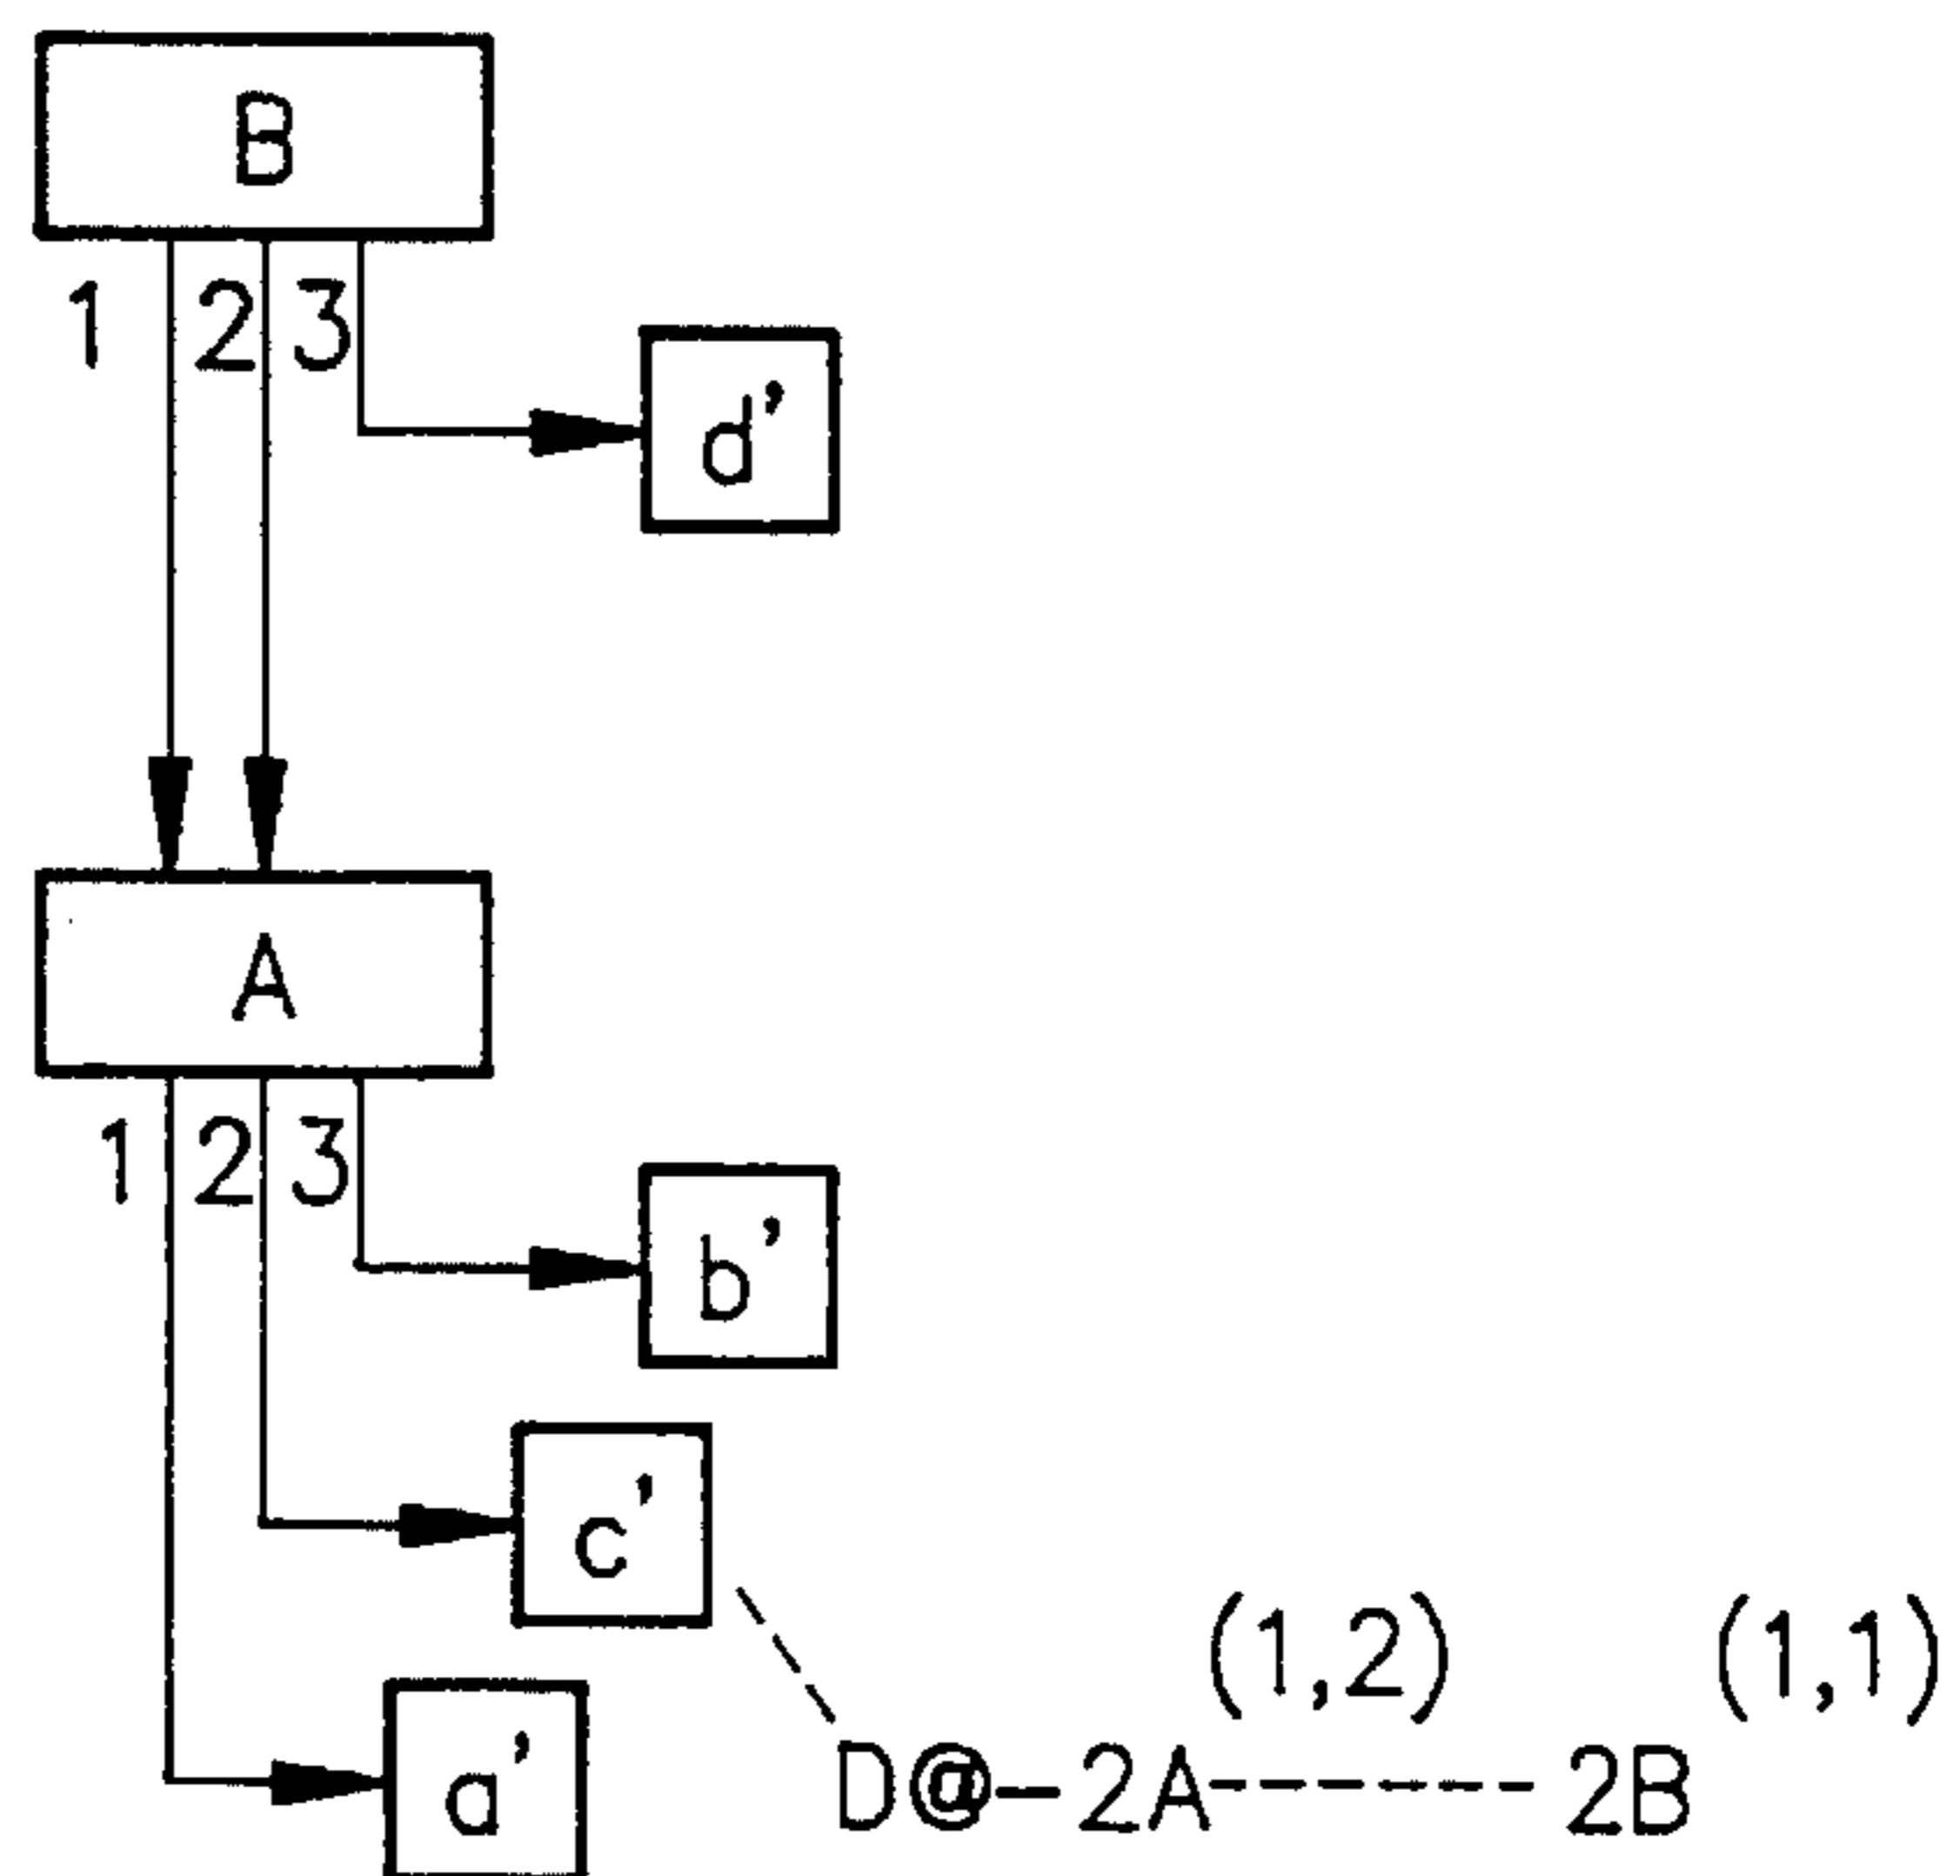 B
1 2 3
d’
A
1 2 3
b’
c’
(1,2) (1,1)
a’
D@- 2A------ 2B